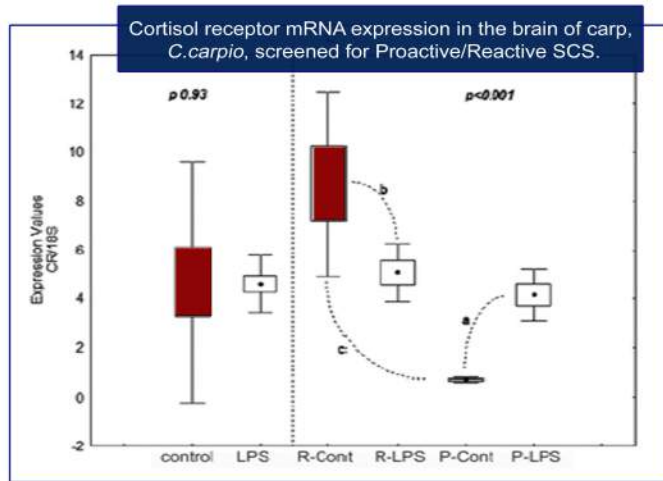 Cortisol receptor mRNA expression in the brain of carp,
C.carpio, screened for Proactive/Reactive SCS.
14
12
10
8
6
4
2
0
-2
Expression Values
CR/18S
p 0.93
p<0.001
b
c
a
control LPS R-Cont R-LPS P-Cont P-LPS